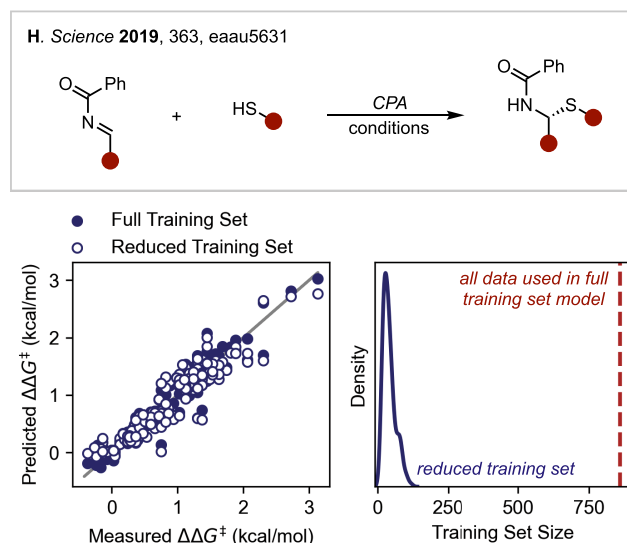 H. Science 2019, 363, eaau5631
O
Ph
N
+
HS
CPA
conditions
O
Ph
HN
S
Full Training Set
Reduced Training Set
Predicted ΔΔG‡ (kcal/mol)
3
2
1
0
0
1
2
3
Measured ΔΔG‡ (kcal/mol)
Density
all data used in full
training set model
reduced training set
0
250
500
750
Training Set Size